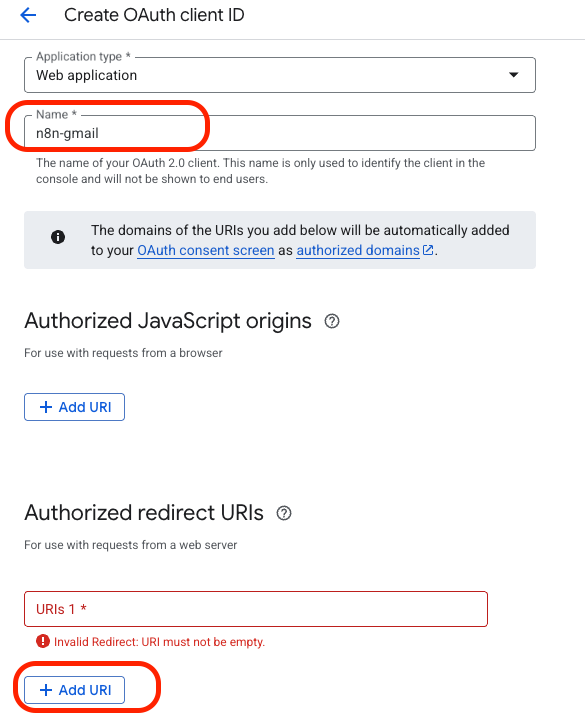 Create OAuth client ID
Application type *
Web application
Name *
n8n-gmail
The name of your OAuth 2.0 client. This name is only used to identify the client in the
console and will not be shown to end users.
The domains of the URIs you add below will be automatically added
to your OAuth consent screen as authorized domains.
Authorized JavaScript origins
For use with requests from a browser
Add URI
Authorized redirect URIs
For use with requests from a web server
URIs 1 *
Invalid Redirect: URI must not be empty.
Add URI